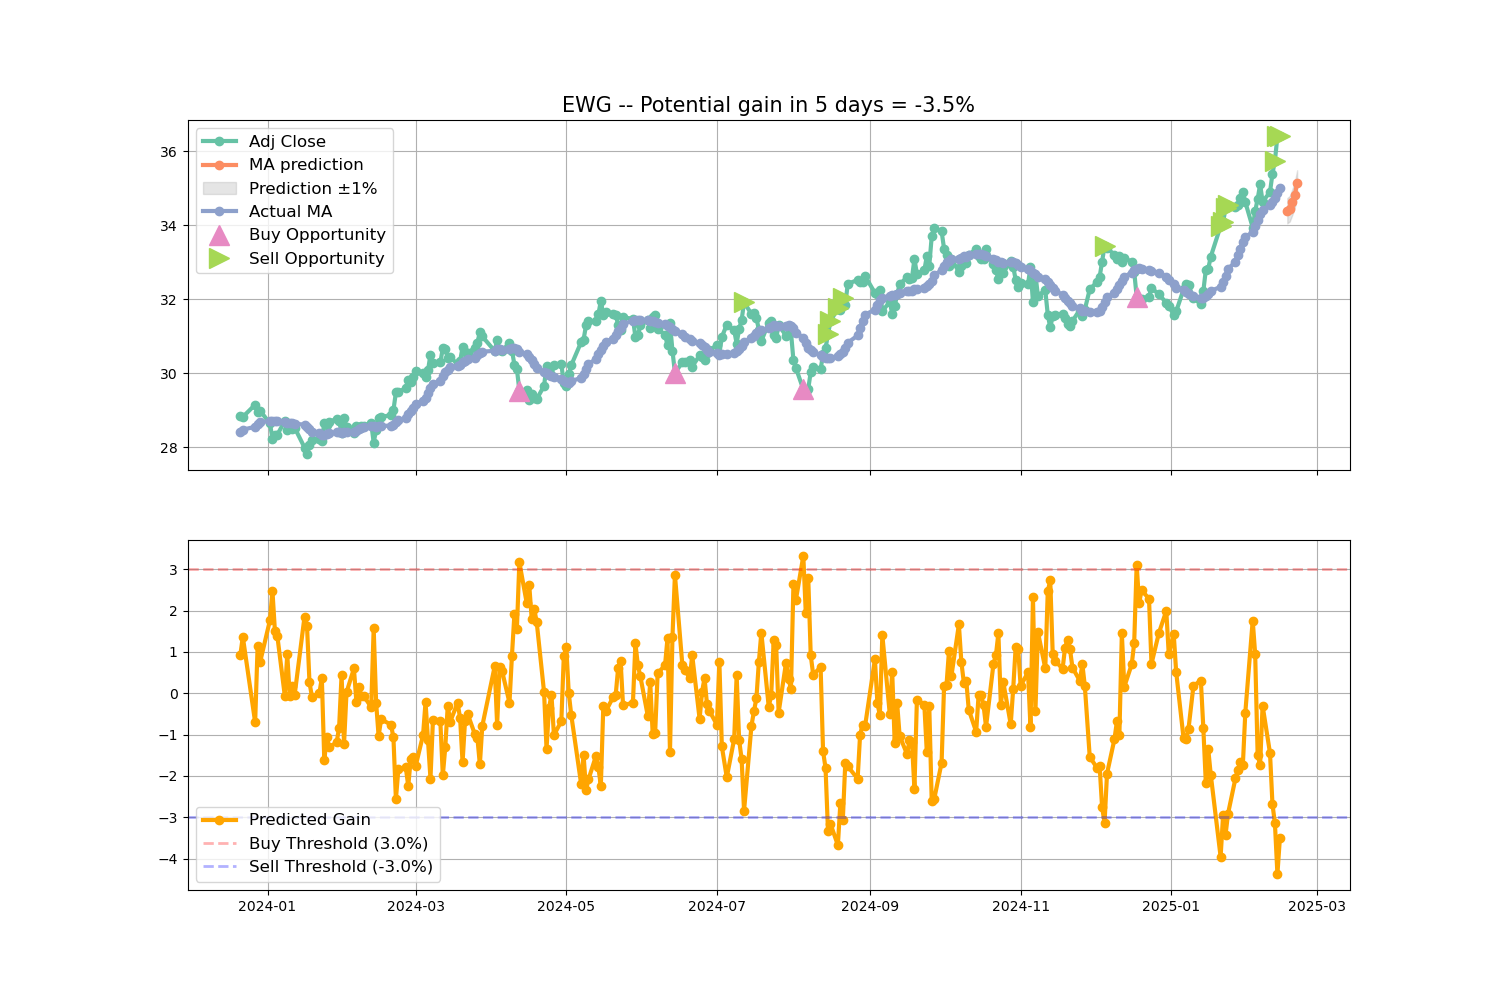 EWG -- Potential gain in 5 days = -3.5%
36
34
32
30
28
Adj Close
MA prediction
Prediction ±1%
Actual MA
Buy Opportunity
Sell Opportunity
3
2
1
0
−1
−2
−3
−4
Predicted Gain
Buy Threshold (3.0%)
Sell Threshold (-3.0%)
2024-01
2024-03
2024-05
2024-07
2024-09
2024-11
2025-01
2025-03